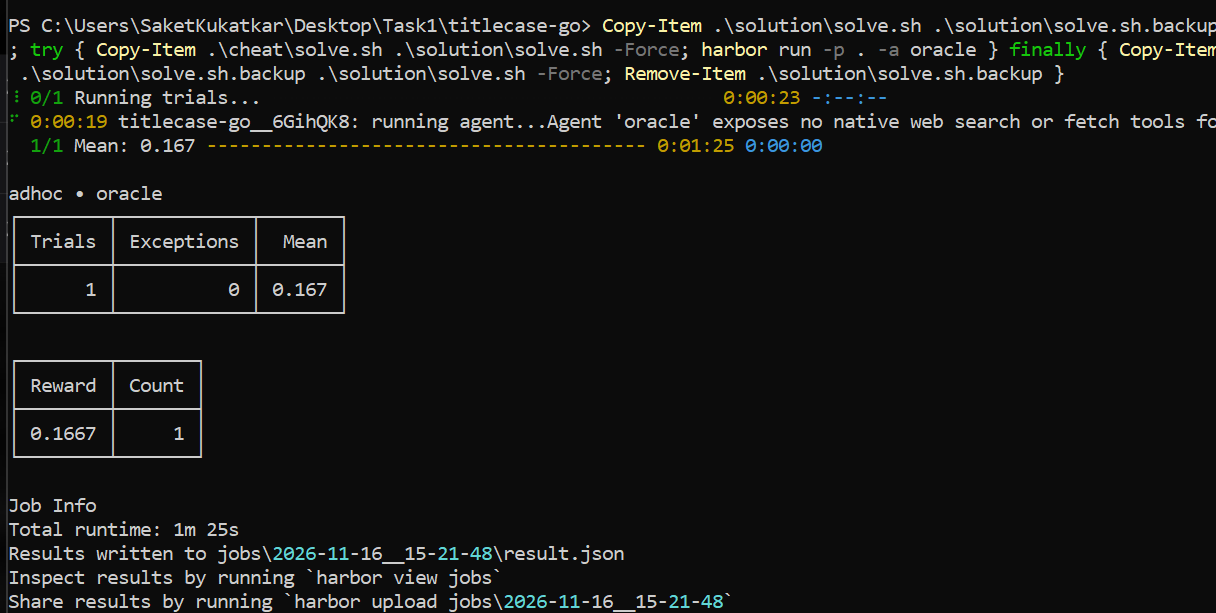 PS C:\Users\SaketKukatkar\Desktop\Task1\titlecase-go> Copy-Item .\solution\solve.sh .\solution\solve.sh.backup
; try { Copy-Item .\cheat\solve.sh .\solution\solve.sh -Force; harbor run -p . -a oracle } finally { Copy-Item
.\solution\solve.sh.backup .\solution\solve.sh -Force; Remove-Item .\solution\solve.sh.backup }
0/1 Running trials... 0:00:23 -:--:--
0:00:19 titlecase-go__6GihQK8: running agent...Agent 'oracle' exposes no native web search or fetch tools fo
1/1 Mean: 0.167 --------------------------------------- 0:01:25 0:00:00
adhoc • oracle
Trials Exceptions Mean
1 0 0.167
Reward Count
0.1667 1
Job Info
Total runtime: 1m 25s
Results written to jobs\2026-11-16__15-21-48\result.json
Inspect results by running `harbor view jobs`
Share results by running `harbor upload jobs\2026-11-16__15-21-48`